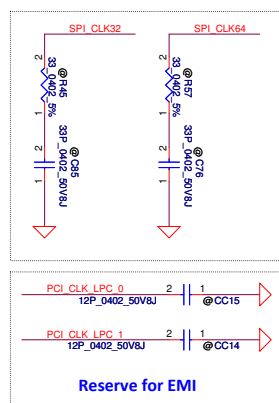 SPI_CLK32
SPI_CLK64
2
@R45
33_0402_5%
1
2
@R57
33_0402_5%
1
2
@C85
33P_0402_50V8J
1
2
@C76
33P_0402_50V8J
1
PCI_CLK_LPC_0 2 1
12P_0402_50V8J @CC15
PCI_CLK_LPC_1 2 1
12P_0402_50V8J @CC14
Reserve for EMI